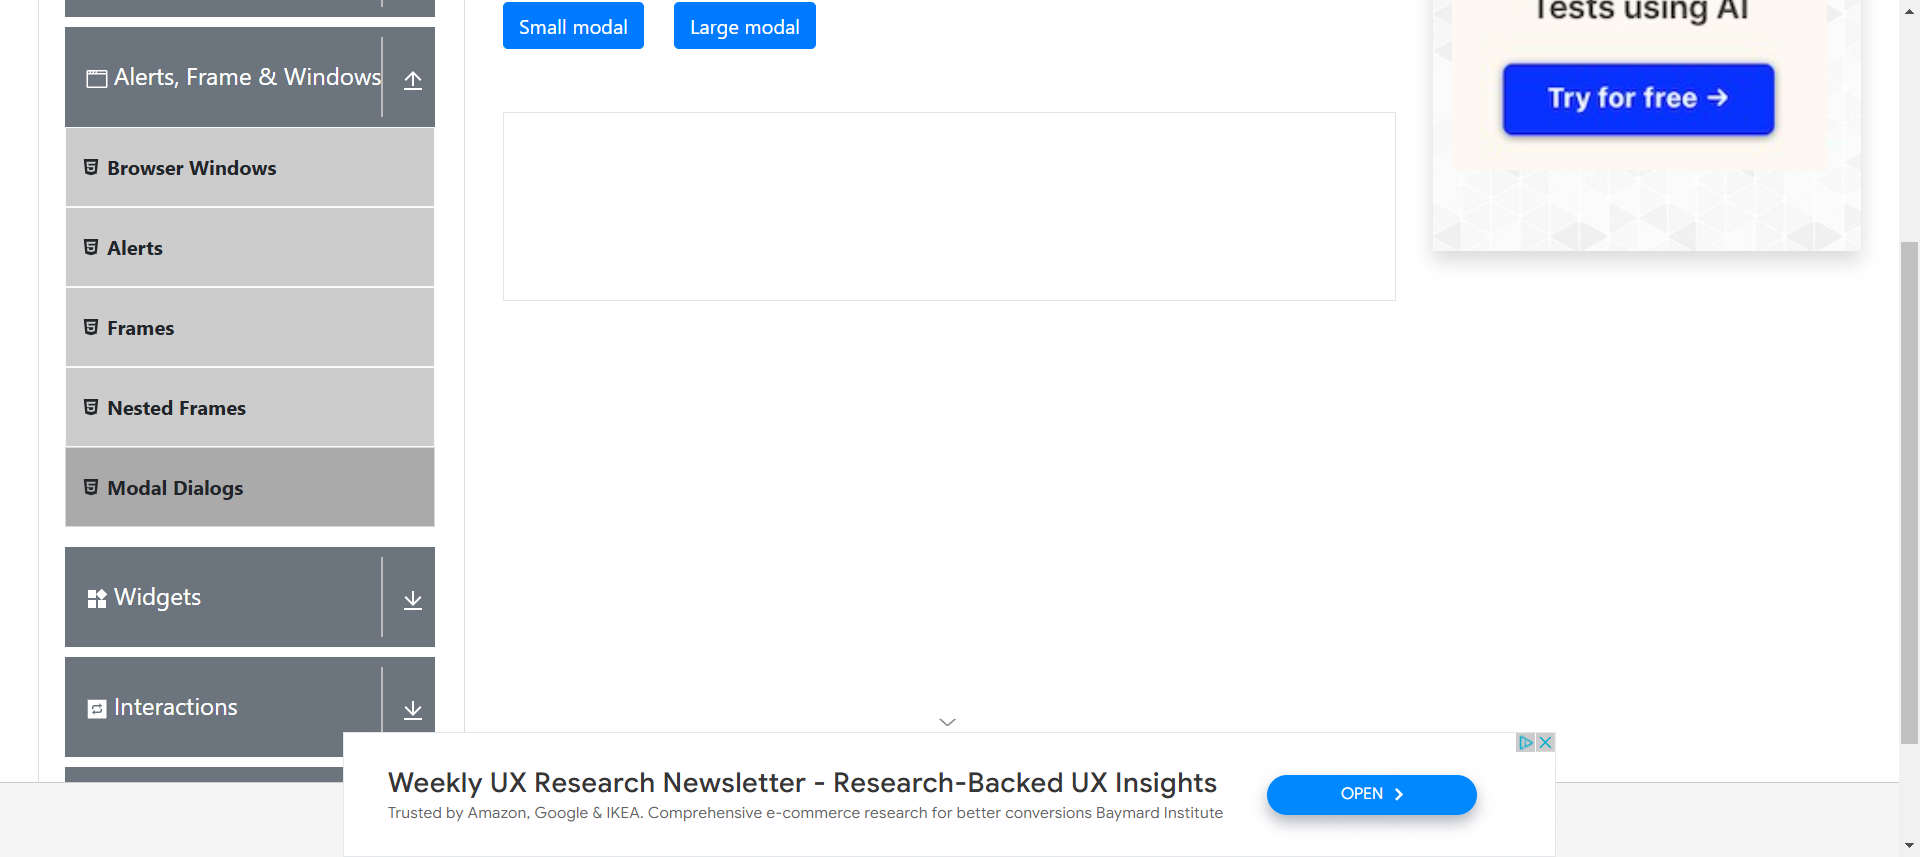 Small modal
Large modal
Tests using AI
Try for free →
Alerts, Frame & Windows
Browser Windows
Alerts
Frames
Nested Frames
Modal Dialogs
Widgets
Interactions
Weekly UX Research Newsletter - Research-Backed UX Insights
Trusted by Amazon, Google & IKEA. Comprehensive e-commerce research for better conversions Baymard Institute
OPEN